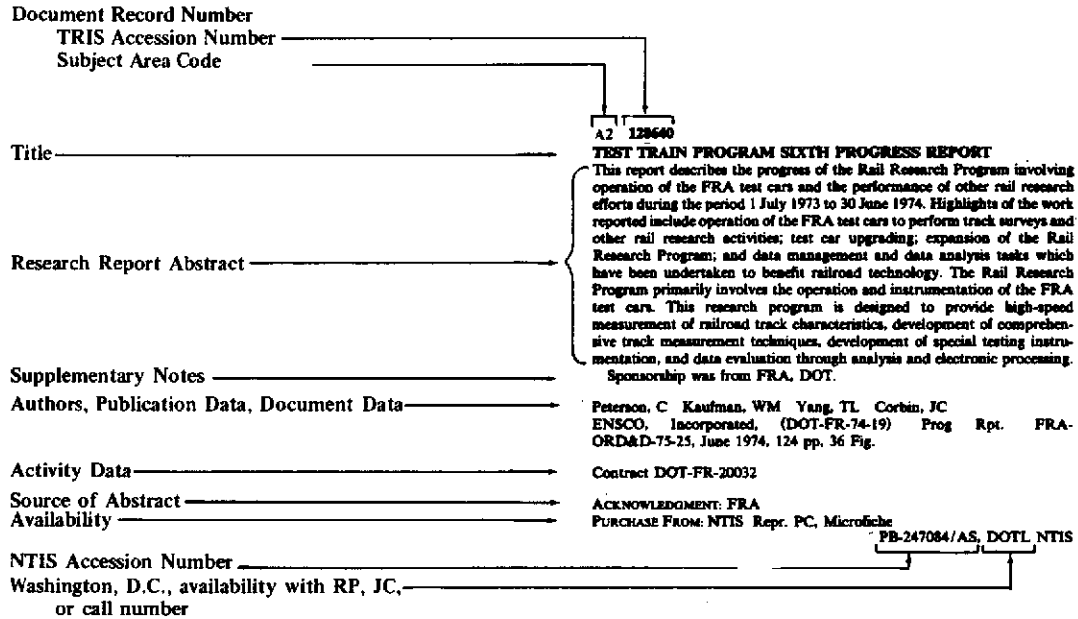 Document Record Number
TRIS Accession Number
Subject Area Code
A2 128640
Title
TEST TRAIN PROGRAM SIXTH PROGRESS REPORT
This report describes the progress of the Rail Research Program involving
operation of the FRA test cars and the performance of other rail research
efforts during the period 1 July 1973 to 30 June 1974. Highlights of the work
reported include operation of the FRA test cars to perform track surveys and
other rail research activities; test car upgrading; expansion of the Rail
Research Program; and data management and data analysis tasks which
Research Report Abstract
have been undertaken to benefit railroad technology. The Rail Research
Program primarily involves the operation and instrumentation of the FRA
test cars. This research program is designed to provide high-speed
measurement of railroad track characteristics, development of comprehen-
sive track measurement techniques, development of special testing instru-
mentation, and data evaluation through analysis and electronic processing.
Supplementary Notes
Sponsorship was from FRA, DOT.
Authors, Publication Data, Document Data
Peterson, C Kaufman, WM Yang, TL Corbin, JC
ENSCO, Incorporated, (DOT-FR-74-19) Prog Rpt. FRA-
ORD&D-75-25, June 1974, 124 pp, 36 Fig.
Activity Data
Contract DOT-FR-20032
Source of Abstract
ACKNOWLEDGMENT: FRA
Availability
PURCHASE FROM: NTIS Repr. PC, Microfiche
PB-247084/AS, DOTL NTIS
NTIS Accession Number
Washington, D.C., availability with RP, JC,
or call number